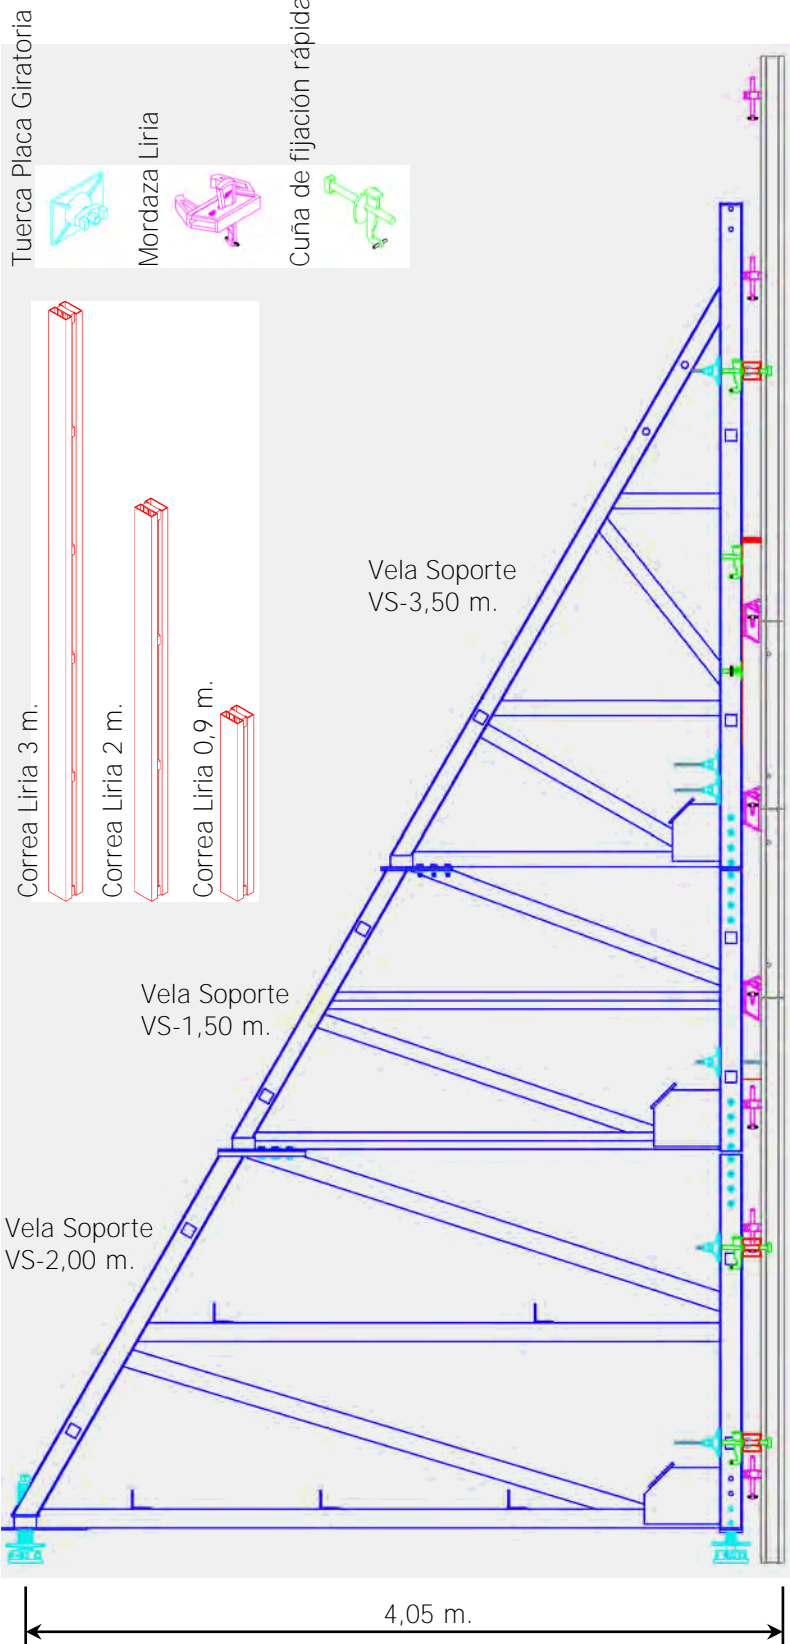 Tuerca Placa Giratoria
Mordaza Liria
Cuña de fijación rápida
Correa Liria 3 m.
Correa Liria 2 m.
Correa Liria 0,9 m.
Vela Soporte
VS-3,50 m.
Vela Soporte
VS-1,50 m.
Vela Soporte
VS-2,00 m.
4,05 m.